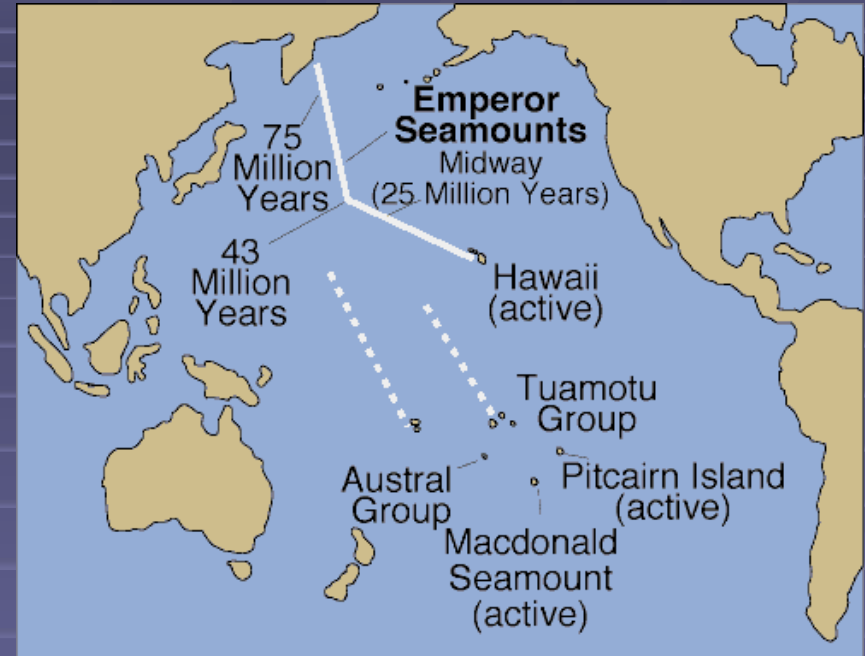 75
Million
Years
Emperor
Seamounts
Midway
(25 Million Years)
43
Million
Years
Hawaii
(active)
Tuamotu
Group
Austral
Group
Pitcairn Island
(active)
Macdonald
Seamount
(active)